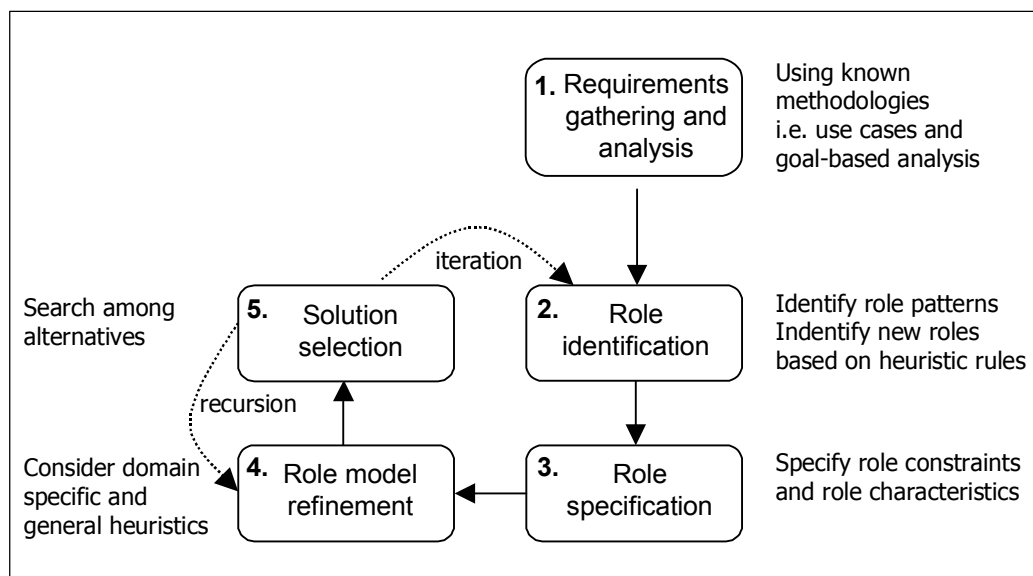 1. Requirements
gathering and
analysis
Using known
methodologies
i.e. use cases and
goal-based analysis
iteration
Search among
alternatives
5. Solution
selection
2. Role
identification
Identify role patterns
Indentify new roles
based on heuristic rules
recursion
Consider domain
specific and
general heuristics
4. Role model
refinement
3. Role
specification
Specify role constraints
and role characteristics